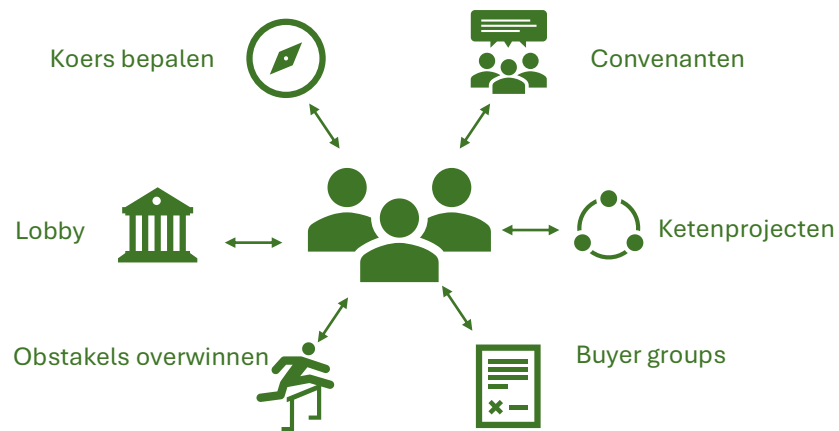 Koers bepalen
Convenanten
Lobby
Ketenprojecten
Obstakels overwinnen
Buyer groups